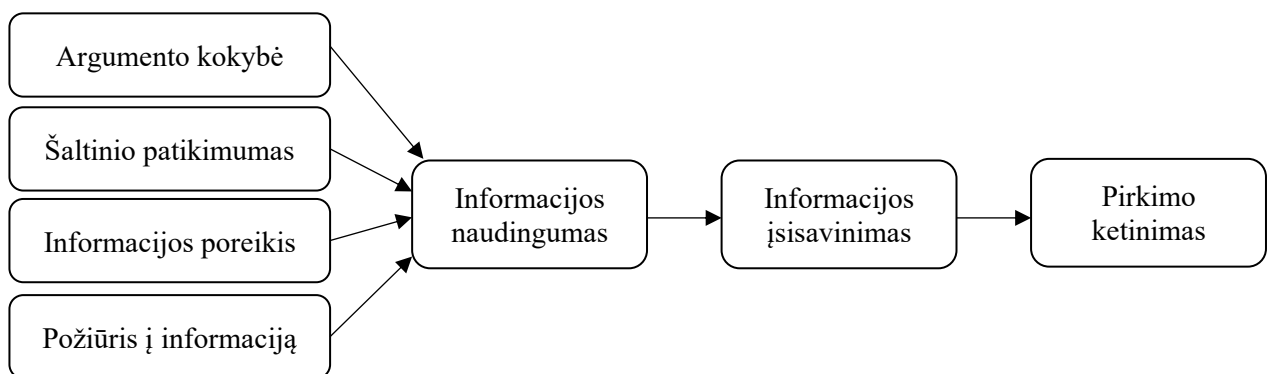 Argumento kokybė
Šaltinio patikimumas
Informacijos poreikis
Požiūris į informaciją
Informacijos
naudingumas
Informacijos
įsisavinimas
Pirkimo
ketinimas